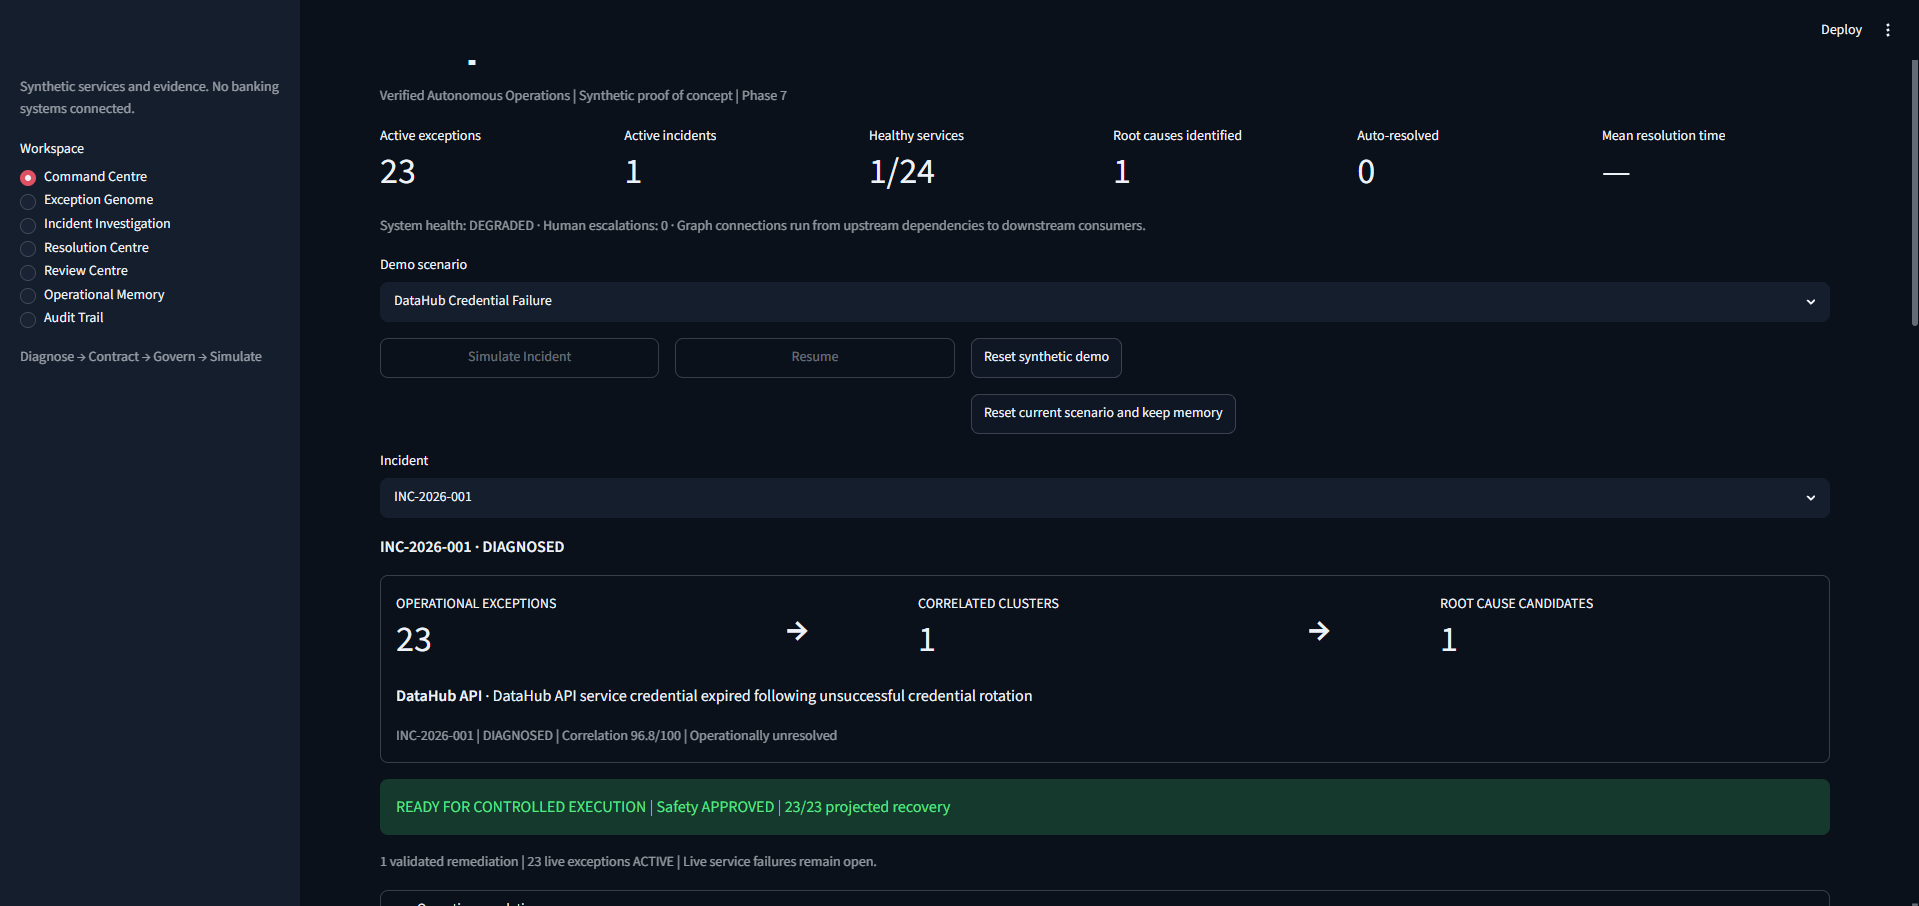 Deploy
Synthetic services and evidence. No banking
systems connected.
Workspace
Command Centre
Exception Genome
Incident Investigation
Resolution Centre
Review Centre
Operational Memory
Audit Trail
Diagnose → Contract → Govern → Simulate
Verified Autonomous Operations | Synthetic proof of concept | Phase 7
Active exceptions
23
Active incidents
1
Healthy services
1/24
Root causes identified
1
Auto-resolved
0
Mean resolution time
—
System health: DEGRADED · Human escalations: 0 · Graph connections run from upstream dependencies to downstream consumers.
Demo scenario
DataHub Credential Failure
Simulate Incident
Resume
Reset synthetic demo
Reset current scenario and keep memory
Incident
INC-2026-001
INC-2026-001 · DIAGNOSED
OPERATIONAL EXCEPTIONS
23
→
CORRELATED CLUSTERS
1
→
ROOT CAUSE CANDIDATES
1
DataHub API · DataHub API service credential expired following unsuccessful credential rotation
INC-2026-001 | DIAGNOSED | Correlation 96.8/100 | Operationally unresolved
READY FOR CONTROLLED EXECUTION | Safety APPROVED | 23/23 projected recovery
1 validated remediation | 23 live exceptions ACTIVE | Live service failures remain open.